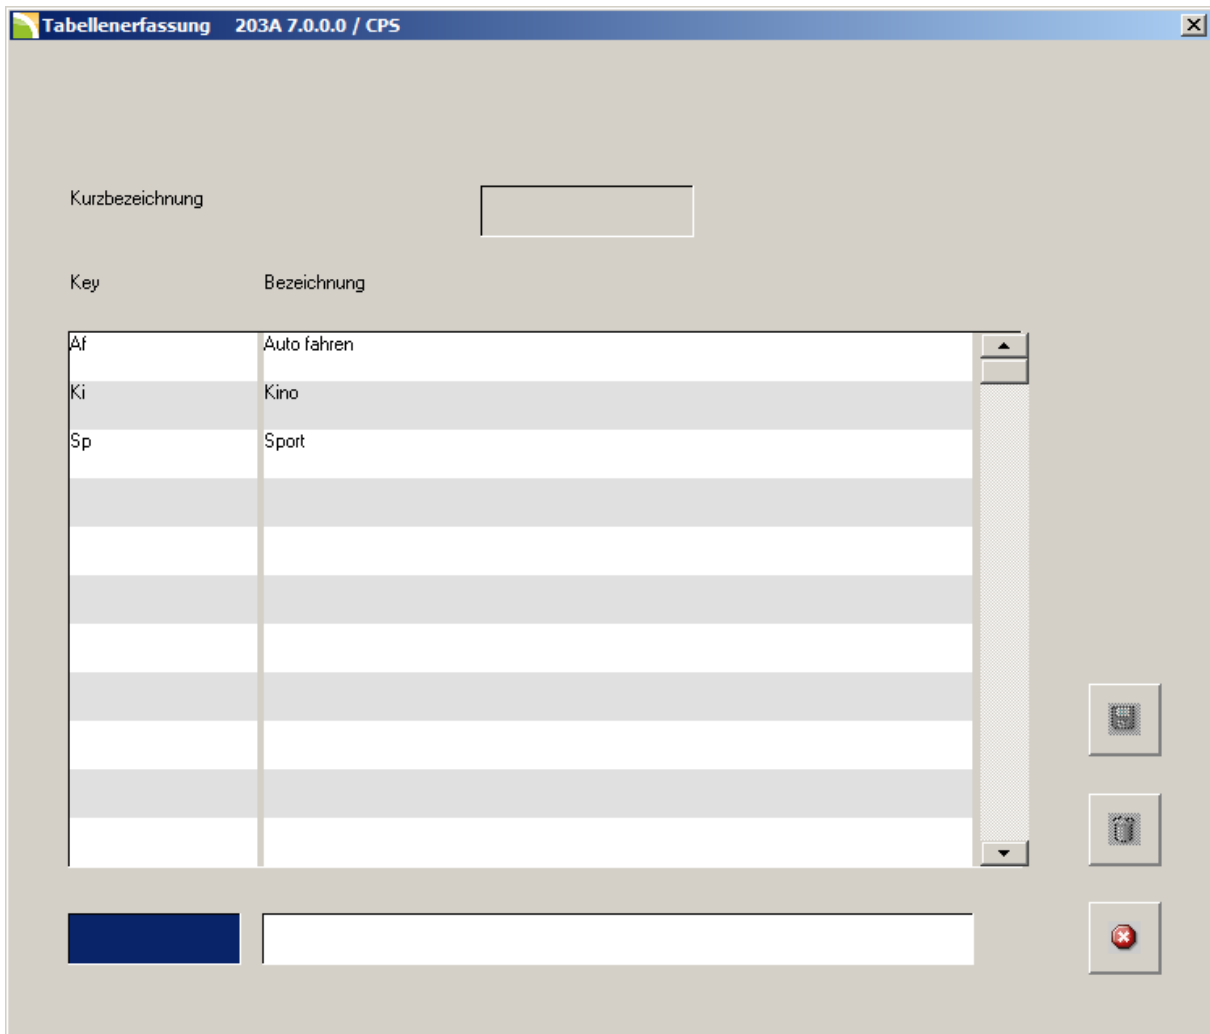 Tabellenerfassung 203A 7.0.0.0 / CPS
Kurzbezeichnung
Key Bezeichnung
Af Auto fahren
Ki Kino
Sp Sport